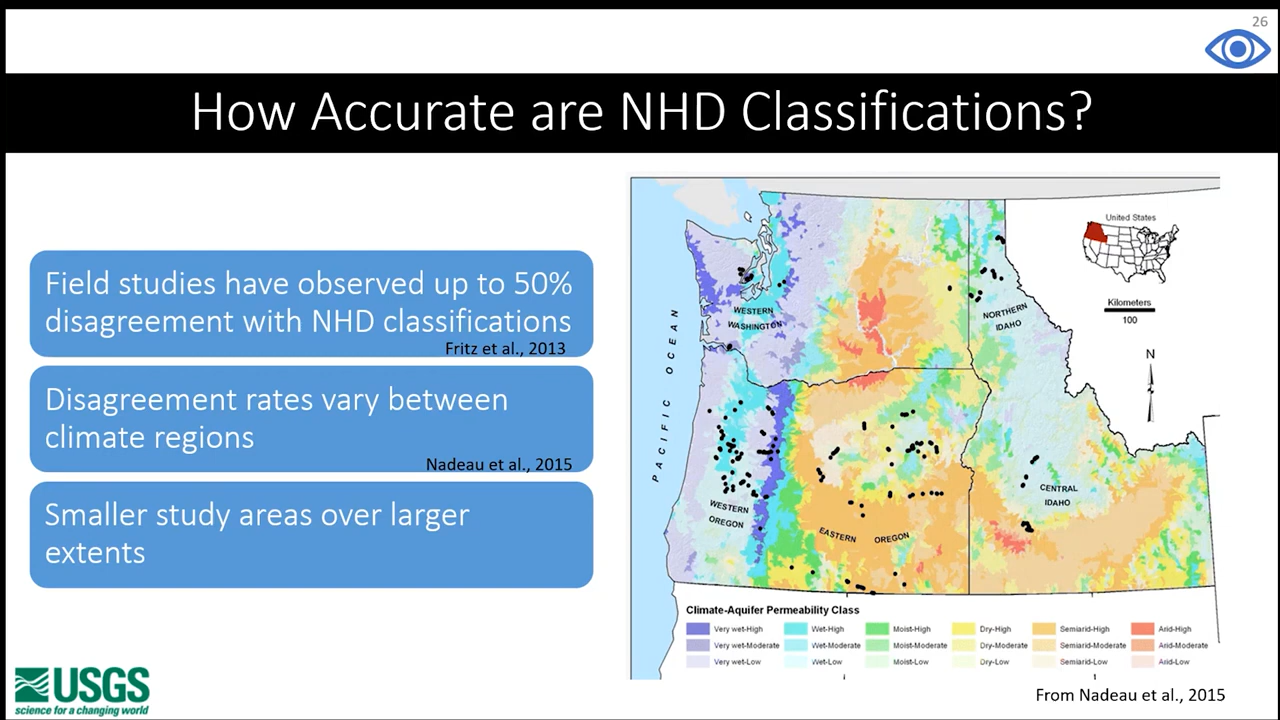 26
How Accurate are NHD Classifications?
Field studies have observed up to 50%
disagreement with NHD classifications
Fritz et al., 2013
Disagreement rates vary between
climate regions
Nadeau et al., 2015
Smaller study areas over larger
extents
United States
Kilometers
100
N
PACIFIC OCEAN
WESTERN
WASHINGTON
NORTHERN
IDAHO
WESTERN
OREGON
EASTERN OREGON
CENTRAL
IDAHO
Climate-Aquifer Permeability Class
Very wet-High Wet-High Moist-High Dry-High Semiarid-High Arid-High
Very wet-Moderate Wet-Moderate Moist-Moderate Dry-Moderate Semiarid-Moderate Arid-Moderate
Very wet-Low Wet-Low Moist-Low Dry-Low Semiarid-Low Arid-Low
USGS
science for a changing world
From Nadeau et al., 2015